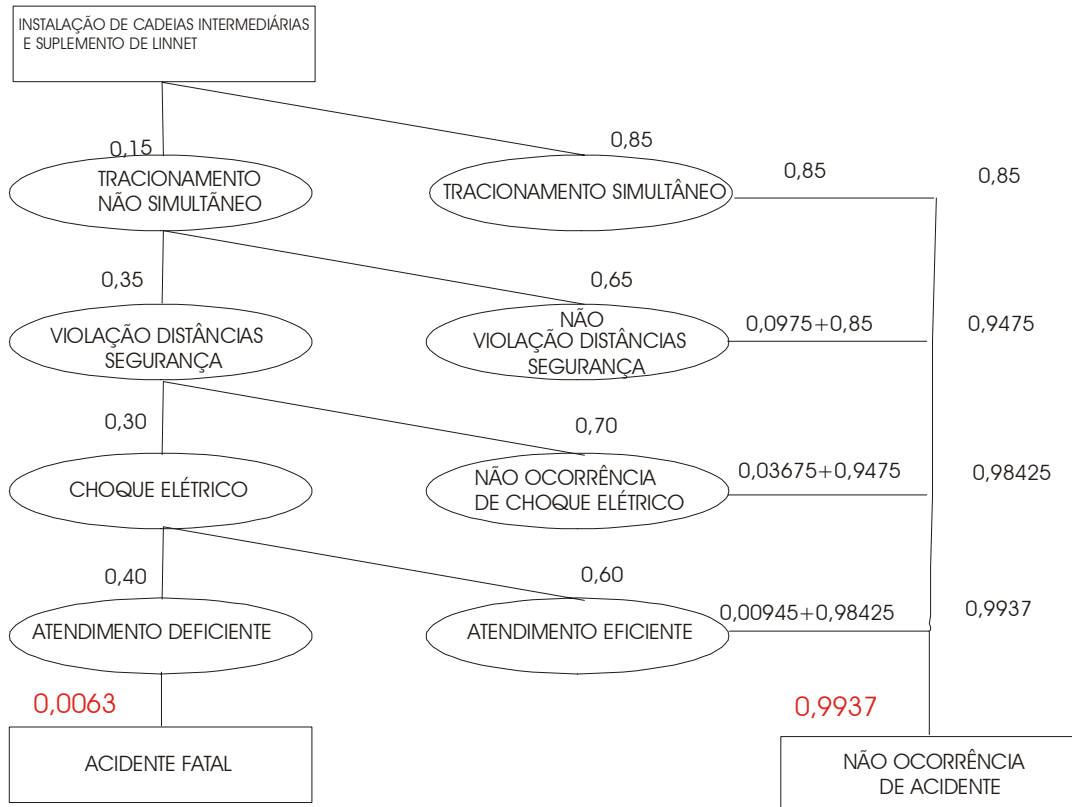 INSTALAÇÃO DE CADEIAS INTERMEDIÁRIAS
E SUPLEMENTO DE LINNET
0,15
0,85
TRACIONAMENTO
NÃO SIMULTÃNEO
TRACIONAMENTO SIMULTÂNEO
0,85
0,85
0,35
0,65
VIOLAÇÃO DISTÂNCIAS
SEGURANÇA
NÃO
VIOLAÇÃO DISTÂNCIAS
SEGURANÇA
0,0975+0,85
0,9475
0,30
0,70
CHOQUE ELÉTRICO
NÃO OCORRÊNCIA
DE CHOQUE ELÉTRICO
0,03675+0,9475
0,98425
0,40
0,60
ATENDIMENTO DEFICIENTE
ATENDIMENTO EFICIENTE
0,00945+0,98425
0,9937
0,0063
0,9937
ACIDENTE FATAL
NÃO OCORRÊNCIA
DE ACIDENTE